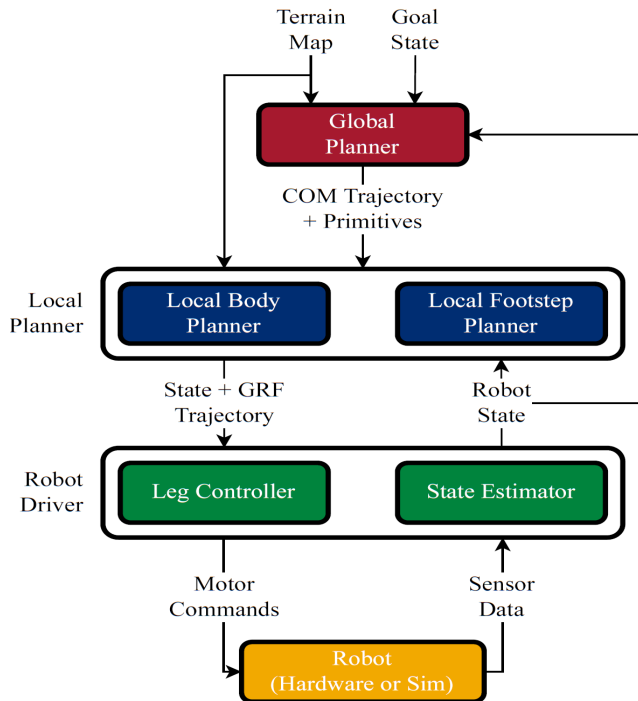 Terrain
Map
Goal
State
Global
Planner
COM Trajectory
+ Primitives
Local
Planner
Local Body
Planner
Local Footstep
Planner
State + GRF
Trajectory
Robot
State
Robot
Driver
Leg Controller
State Estimator
Motor
Commands
Sensor
Data
Robot
(Hardware or Sim)